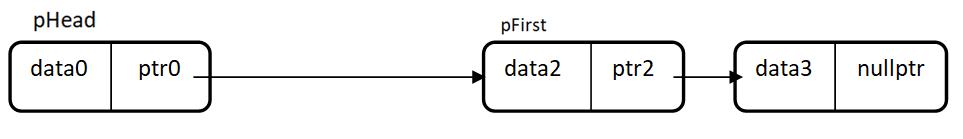 pHead
pFirst
data0 ptr0 data2 ptr2 data3 nullptr